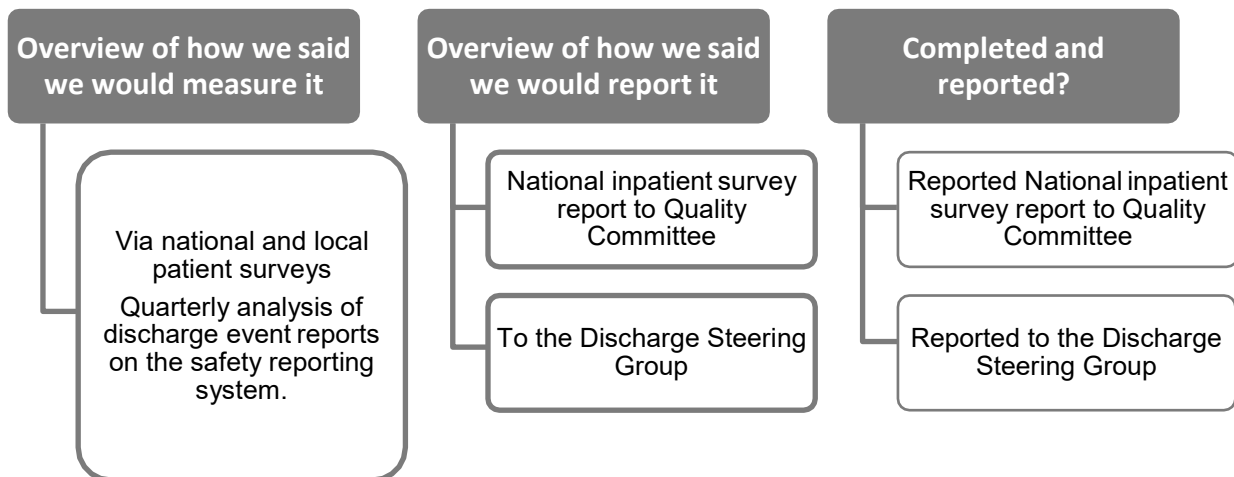 Overview of how we said
we would measure it
Via national and local
patient surveys
Quarterly analysis of
discharge event reports
on the safety reporting
system.
Overview of how we said
we would report it
National inpatient survey
report to Quality
Committee
To the Discharge Steering
Group
Completed and
reported?
Reported National inpatient
survey report to Quality
Committee
Reported to the Discharge
Steering Group